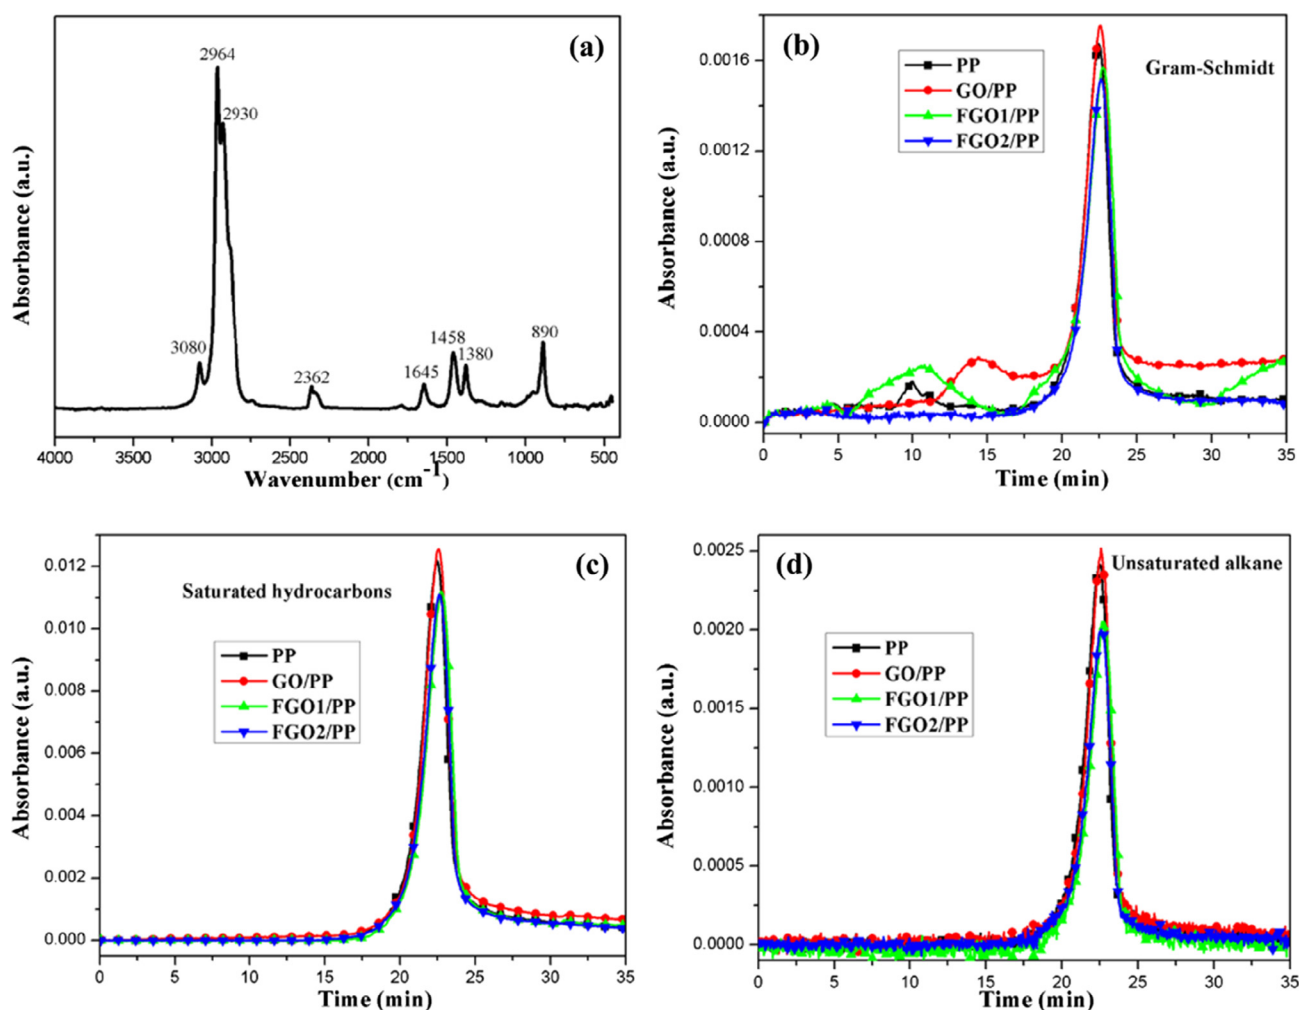 (a)
2964
2930
3080
2362
1645
1458
1380
890
Absorbance (a.u.)
4000 3500 3000 2500 2000 1500 1000 500
Wavenumber (cm-1)
(b)
Gram-Schmidt
PP
GO/PP
FGO1/PP
FGO2/PP
Absorbance (a.u.)
0.0016
0.0012
0.0008
0.0004
0.0000
0 5 10 15 20 25 30 35
Time (min)
(c)
Saturated hydrocarbons
PP
GO/PP
FGO1/PP
FGO2/PP
Absorbance (a.u.)
0.012
0.010
0.008
0.006
0.004
0.002
0.000
0 5 10 15 20 25 30 35
Time (min)
(d)
Unsaturated alkane
PP
GO/PP
FGO1/PP
FGO2/PP
Absorbance (a.u.)
0.0025
0.0020
0.0015
0.0010
0.0005
0.0000
0 5 10 15 20 25 30 35
Time (min)